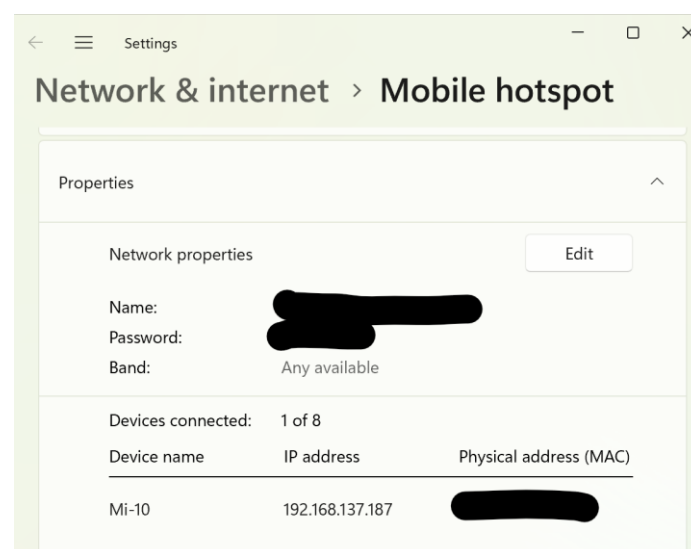 Settings
Network & internet > Mobile hotspot
Properties
Network properties Edit
Name:
Password:
Band: Any available
Devices connected: 1 of 8
Device name IP address Physical address (MAC)
Mi-10 192.168.137.187